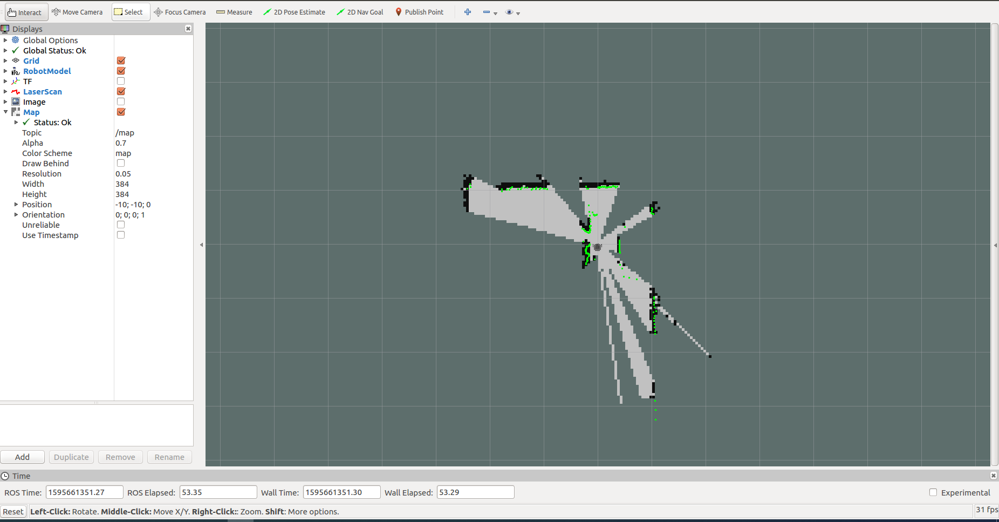 Interact Move Camera Select Focus Camera Measure 2D Pose Estimate 2D Nav Goal Publish Point
Displays
Global Options
Global Status: Ok
Grid
RobotModel
TF
LaserScan
Image
Map
Status: Ok
Topic /map
Alpha 0.7
Color Scheme map
Draw Behind
Resolution 0.05
Width 384
Height 384
Position -10; -10; 0
Orientation 0; 0; 0; 1
Unreliable
Use Timestamp
Add Duplicate Remove Rename
Time
ROS Time: 1595661351.27 ROS Elapsed: 53.35 Wall Time: 1595661351.30 Wall Elapsed: 53.29 Experimental
Reset Left-Click: Rotate. Middle-Click: Move X/Y. Right-Click:: Zoom. Shift: More options. 31 fps